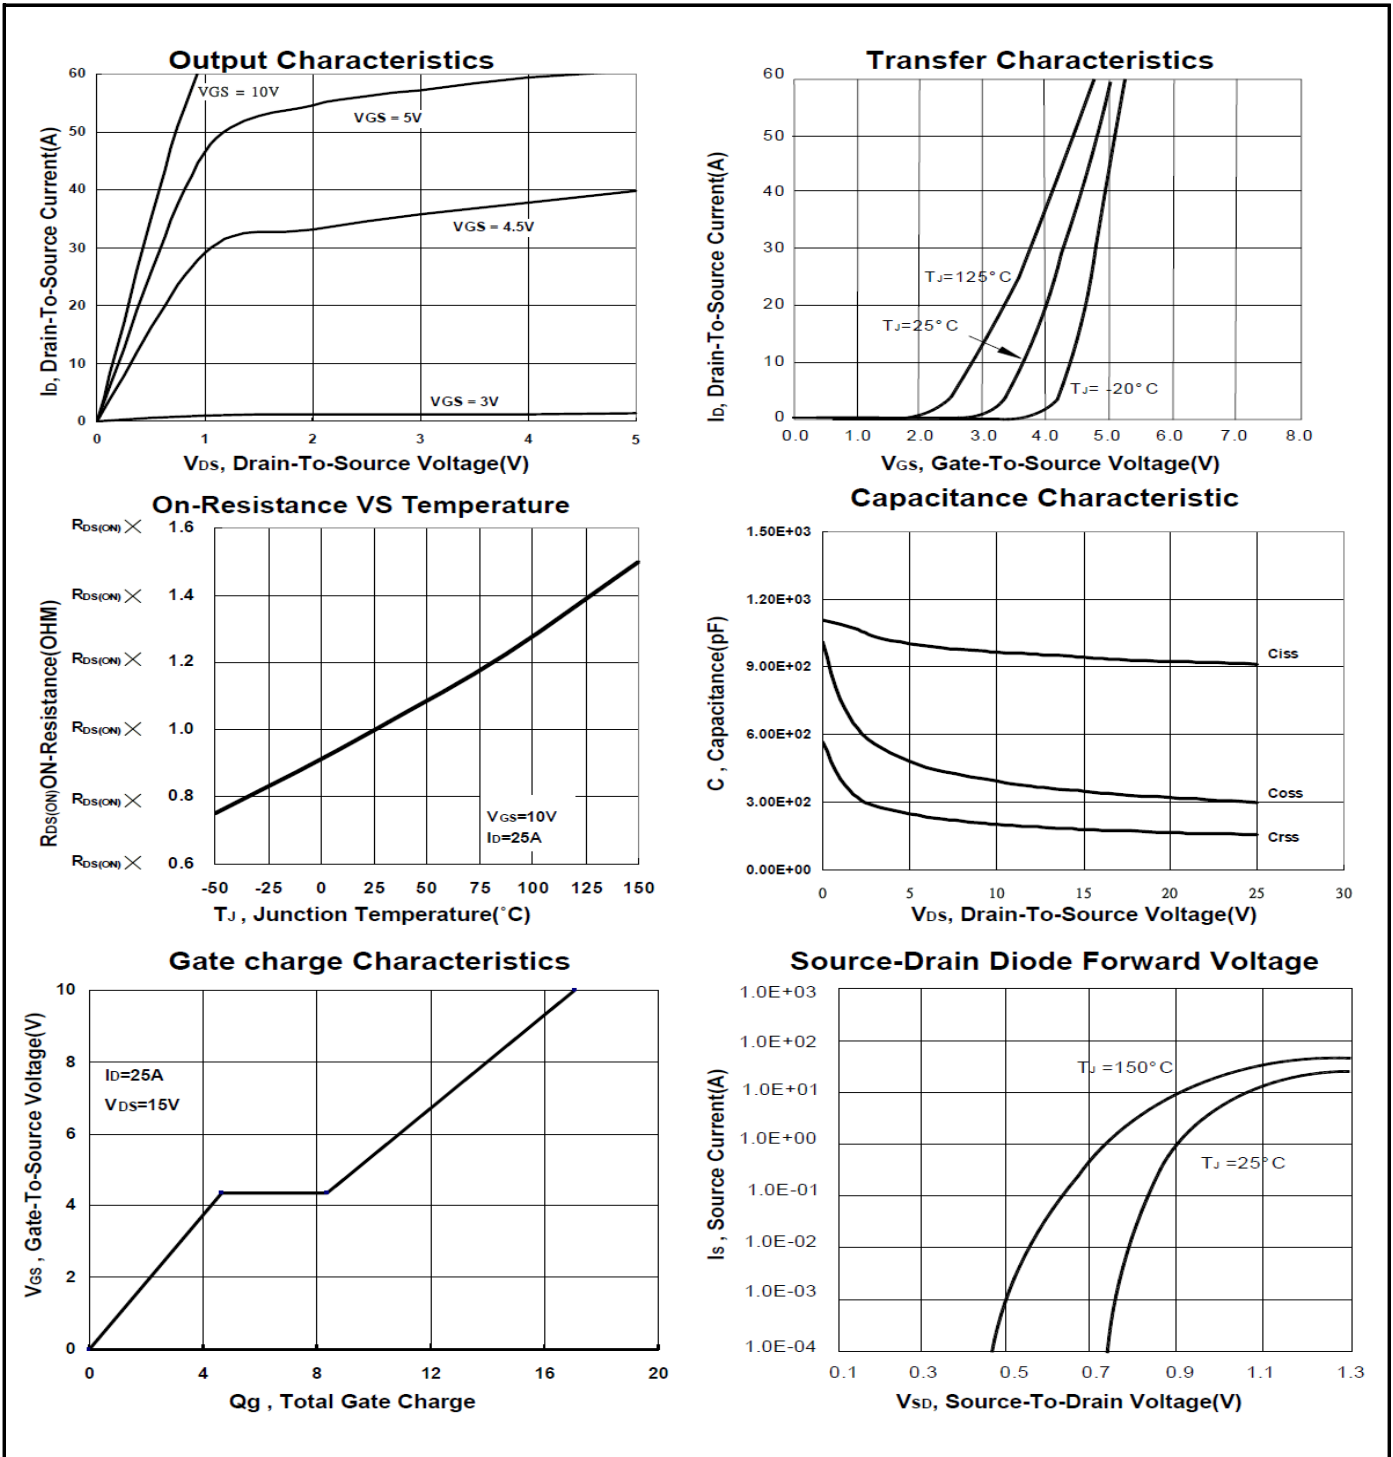 Output Characteristics
60
50
40
30
20
10
0
0 1 2 3 4 5
VGS = 10V
VGS = 5V
VGS = 4.5V
VGS = 3V
ID, Drain-To-Source Current(A)
VDS, Drain-To-Source Voltage(V)
Transfer Characteristics
60
50
40
30
20
10
0
0.0 1.0 2.0 3.0 4.0 5.0 6.0 7.0 8.0
TJ=125°C
TJ=25°C
TJ= -20°C
ID, Drain-To-Source Current(A)
VGS, Gate-To-Source Voltage(V)
On-Resistance VS Temperature
RDS(ON) × 1.6
RDS(ON) × 1.4
RDS(ON) × 1.2
RDS(ON) × 1.0
RDS(ON) × 0.8
RDS(ON) × 0.6
-50 -25 0 25 50 75 100 125 150
VGS=10V
ID=25A
RDS(ON)ON-Resistance(OHM)
TJ , Junction Temperature(°C)
Capacitance Characteristic
1.50E+03
1.20E+03
9.00E+02
6.00E+02
3.00E+02
0.00E+00
0 5 10 15 20 25 30
Ciss
Coss
Crss
C , Capacitance(pF)
VDS, Drain-To-Source Voltage(V)
Gate charge Characteristics
10
8
6
4
2
0
0 4 8 12 16 20
ID=25A
VDS=15V
VGS , Gate-To-Source Voltage(V)
Qg , Total Gate Charge
Source-Drain Diode Forward Voltage
1.0E+03
1.0E+02
1.0E+01
1.0E+00
1.0E-01
1.0E-02
1.0E-03
1.0E-04
0.1 0.3 0.5 0.7 0.9 1.1 1.3
TJ =150°C
TJ =25°C
IS , Source Current(A)
VSD, Source-To-Drain Voltage(V)